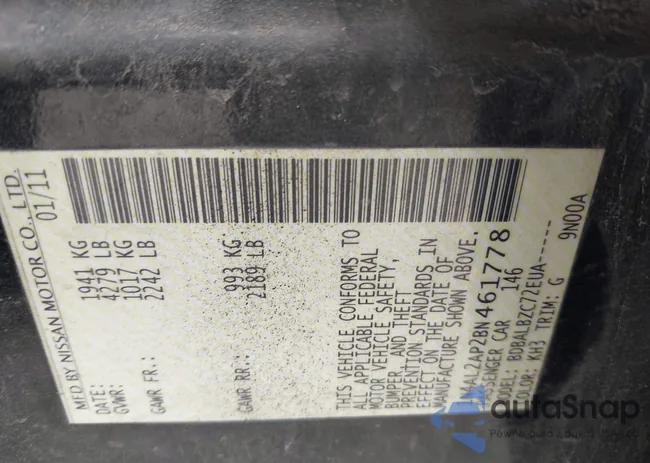 MFD BY NISSAN MOTOR CO., LTD.
DATE: 01/11
GVWR: 1941 KG
4279 LB
GAWR FR.: 1017 KG
2242 LB
GAWR RR.: 993 KG
2189 LB
THIS VEHICLE CONFORMS TO
ALL APPLICABLE FEDERAL
MOTOR VEHICLE SAFETY,
BUMPER, AND THEFT
PREVENTION STANDARDS IN
EFFECT ON THE DATE OF
MANUFACTURE SHOWN ABOVE.
AL2AP2BN461778
PASSENGER CAR 146
MODEL: BDBALBZC72EUA------
COLOR: KH3 TRIM: G 9N00A
autoSnap